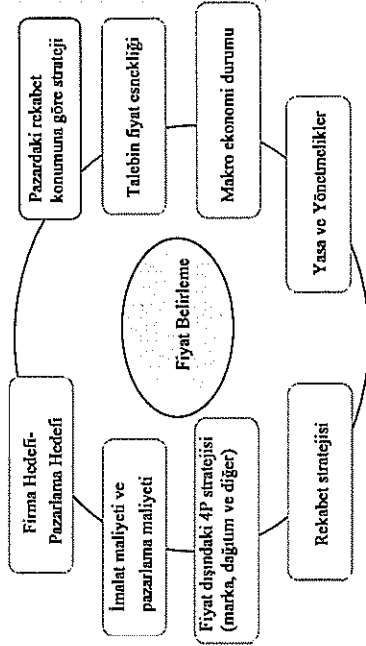 Firma Hedefi-
Pazarlama Hedefi
Pazardaki rekabet
konumuna göre strateji
İmalat maliyeti ve
pazarlama maliyeti
Talebin fiyat esnekliği
Fiyat Belirleme
Fiyat dışındaki 4P stratejisi
(marka, dağıtım ve diğer)
Makro ekonomi durumu
Rekabet stratejisi
Yasa ve Yönetmelikler